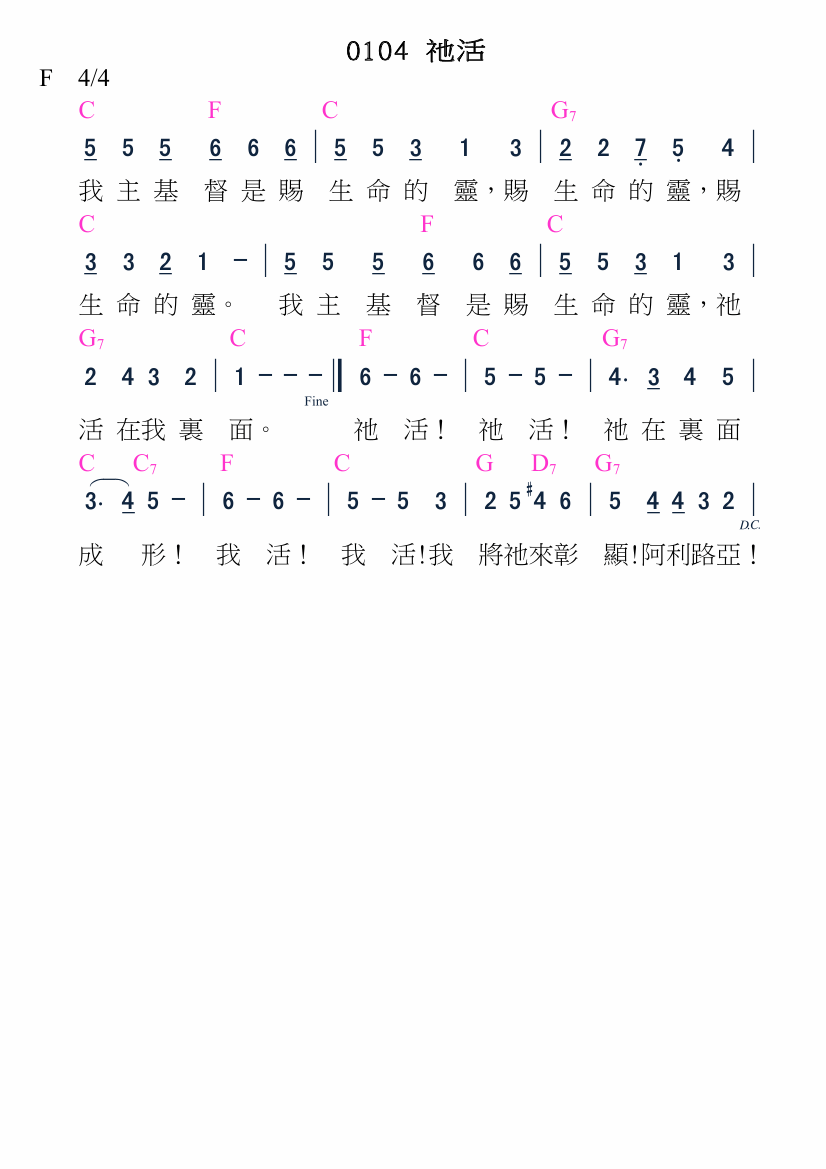 0104 祂活
F 4/4
C F C G7
5 5 5 6 6 6 | 5 5 3 1 3 | 2 2 7 5 4 |
我主基督是賜生命的靈，賜生命的靈，賜
C F C
3 3 2 1 - | 5 5 5 6 6 6 | 5 5 3 1 3 |
生命的靈。我主基督是賜生命的靈，祂
G7 C F C G7
2 4 3 2 | 1 - - - ‖ 6 - 6 - | 5 - 5 - | 4. 3 4 5 |
Fine
活在我裏面。祂活！祂活！祂在裏面
C C7 F C G D7 G7
3. 4 5 - | 6 - 6 - | 5 - 5 3 | 2 5 #4 6 | 5 4 4 3 2 |
D.C.
成形！我活！我活！我將祂來彰顯！阿利路亞！